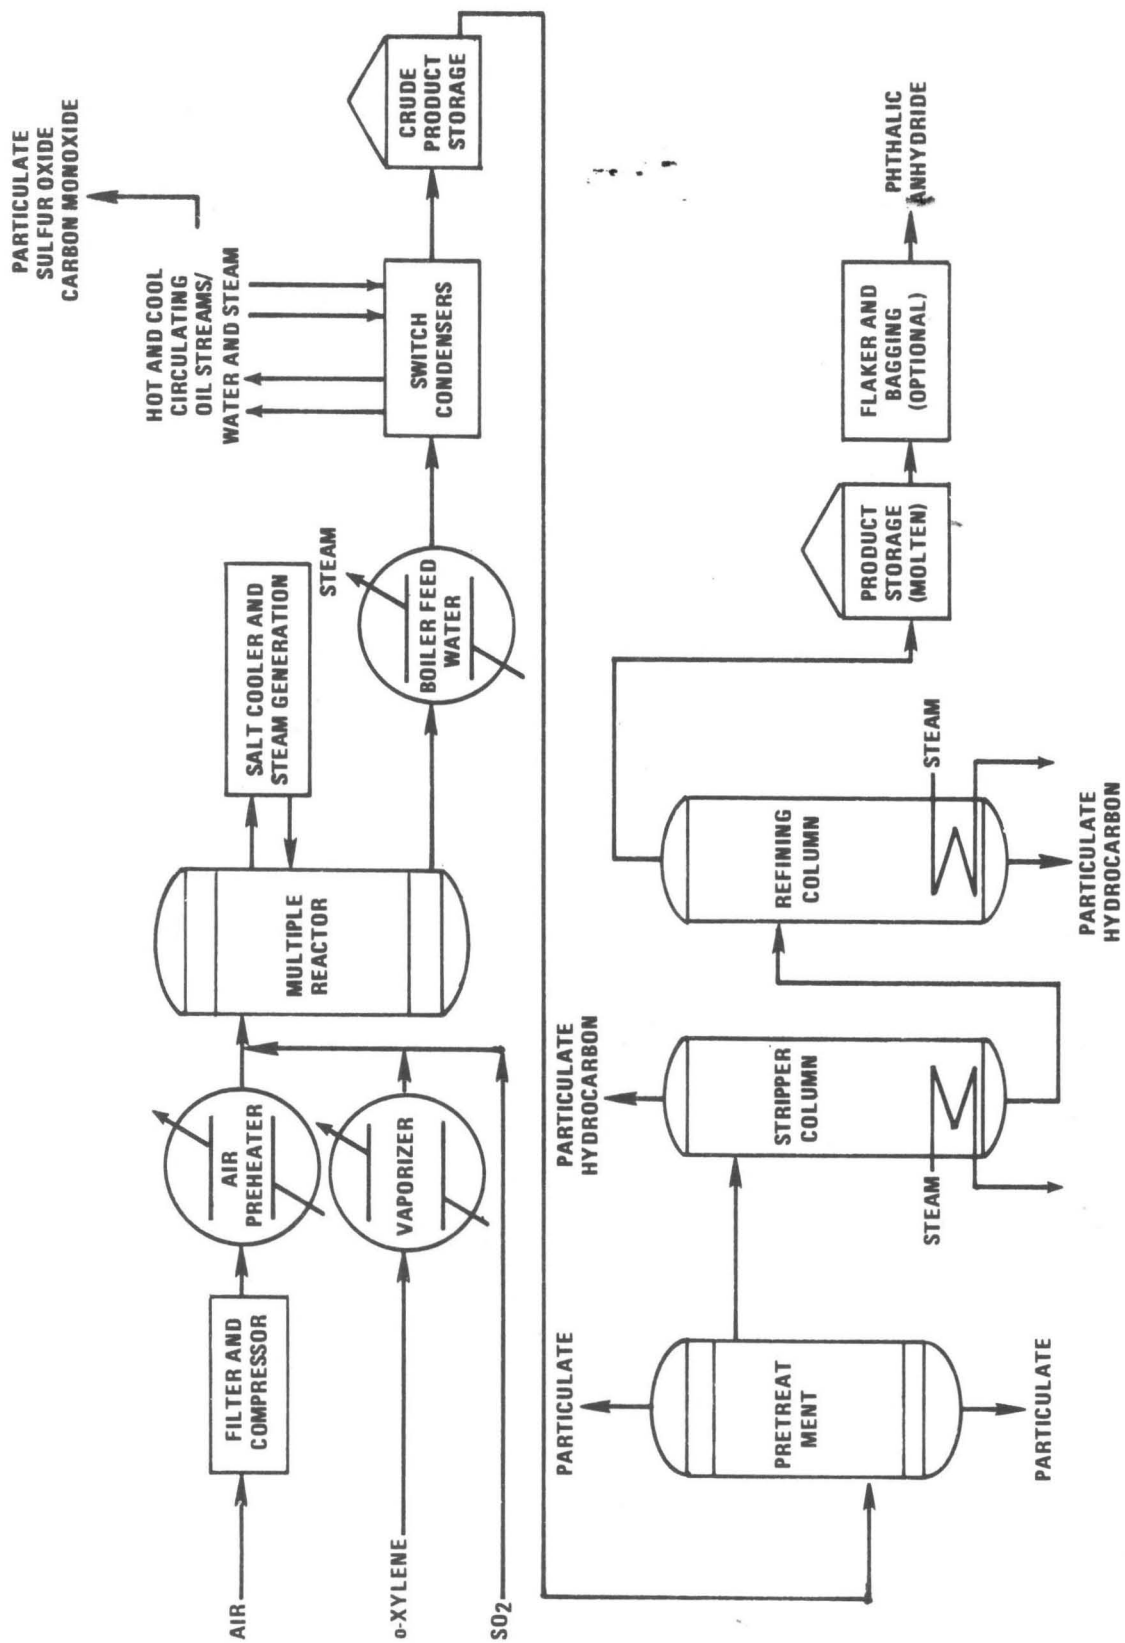 PARTICULATE
SULFUR OXIDE
CARBON MONOXIDE
HOT AND COOL
CIRCULATING
OIL STREAMS/
WATER AND STEAM
AIR
FILTER AND
COMPRESSOR
AIR
PREHEATER
MULTIPLE
REACTOR
SALT COOLER AND
STEAM GENERATION
STEAM
o-XYLENE
VAPORIZER
BOILER FEED
WATER
SWITCH
CONDENSERS
CRUDE
PRODUCT
STORAGE
SO2
PARTICULATE
PARTICULATE
HYDROCARBON
PRETREAT
MENT
STRIPPER
COLUMN
REFINING
COLUMN
PRODUCT
STORAGE
(MOLTEN)
FLAKER AND
BAGGING
(OPTIONAL)
PHTHALIC
ANHYDRIDE
STEAM
STEAM
PARTICULATE
PARTICULATE
HYDROCARBON